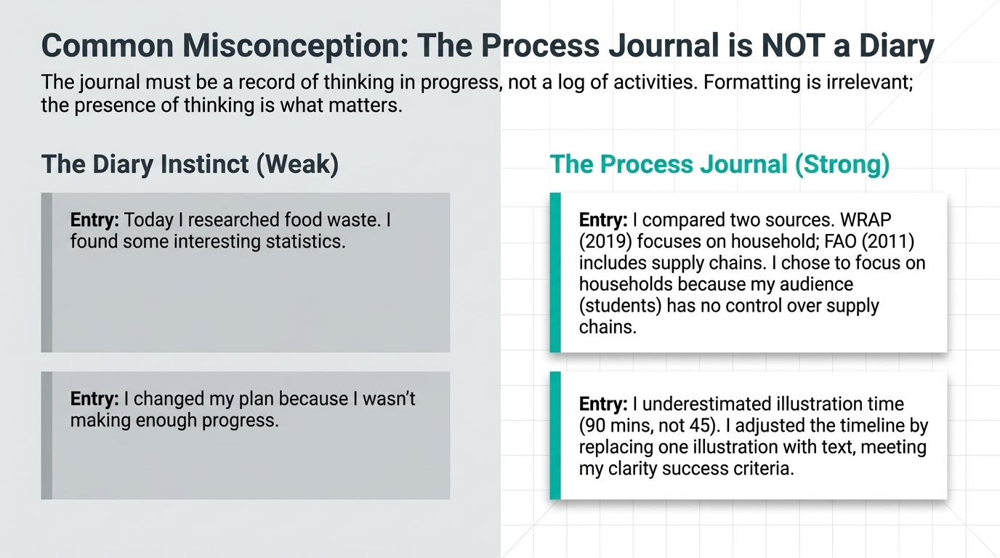 Common Misconception: The Process Journal is NOT a Diary
The journal must be a record of thinking in progress, not a log of activities. Formatting is irrelevant;
the presence of thinking is what matters.
The Diary Instinct (Weak)
Entry: Today I researched food waste. I
found some interesting statistics.
Entry: I changed my plan because I wasn’t
making enough progress.
The Process Journal (Strong)
Entry: I compared two sources. WRAP
(2019) focuses on household; FAO (2011)
includes supply chains. I chose to focus on
households because my audience
(students) has no control over supply
chains.
Entry: I underestimated illustration time
(90 mins, not 45). I adjusted the timeline by
replacing one illustration with text, meeting
my clarity success criteria.